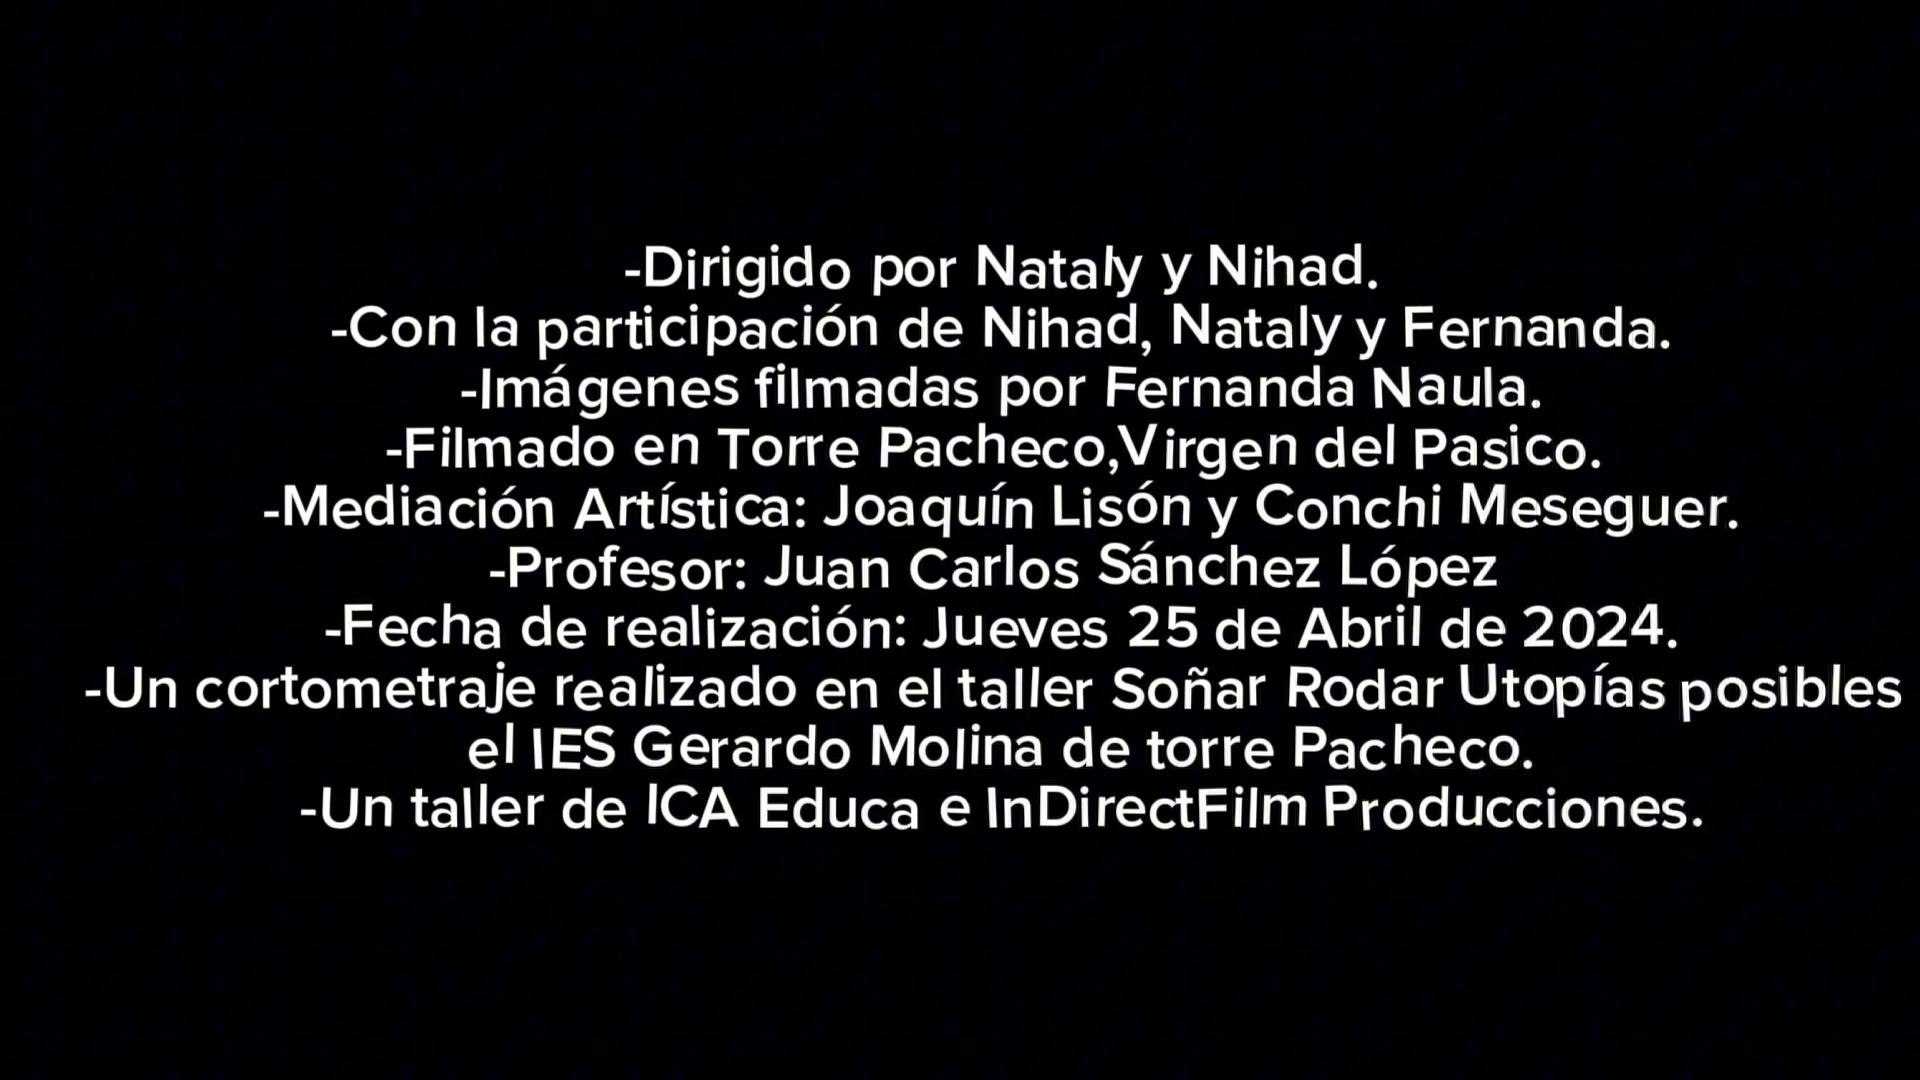 -Dirigido por Nataly y Nihad.
-Con la participación de Nihad, Nataly y Fernanda.
-Imágenes filmadas por Fernanda Naula.
-Filmado en Torre Pacheco,Virgen del Pasico.
-Mediación Artística: Joaquín Lisón y Conchi Meseguer.
-Profesor: Juan Carlos Sánchez López
-Fecha de realización: Jueves 25 de Abril de 2024.
-Un cortometraje realizado en el taller Soñar Rodar Utopías posibles
el IES Gerardo Molina de torre Pacheco.
-Un taller de ICA Educa e InDirectFilm Producciones.